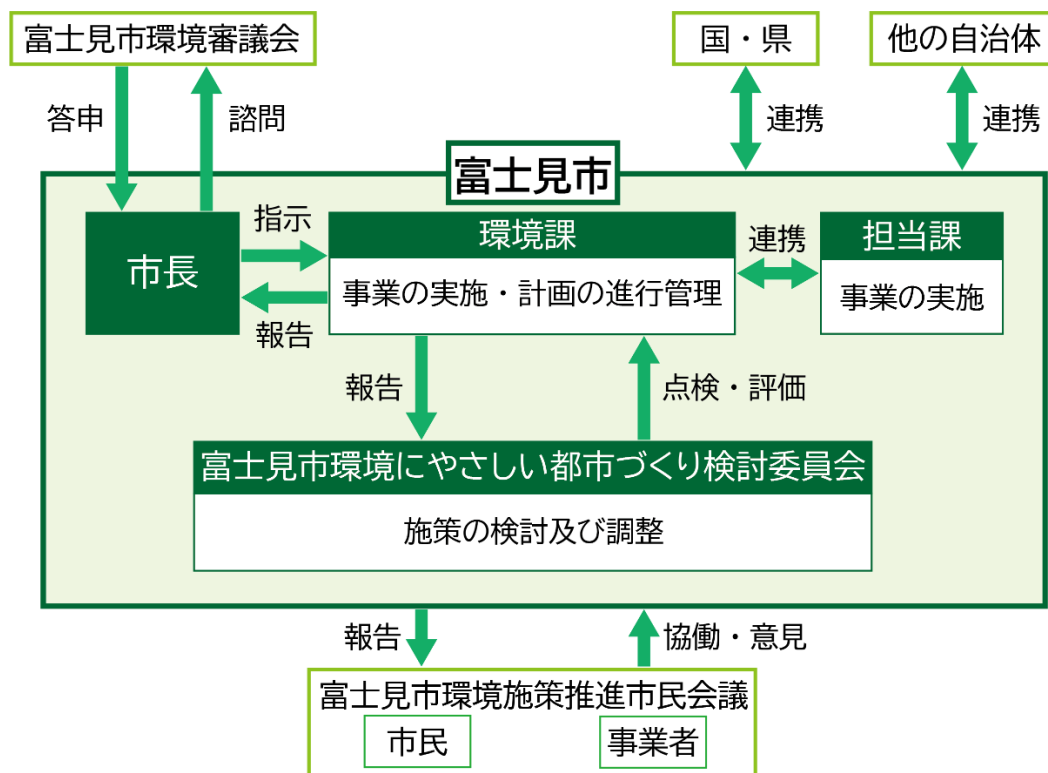 富士見市環境審議会
国・県
他の自治体
答申
諮問
連携
連携
富士見市
市長
指示
報告
環境課
事業の実施・計画の進行管理
連携
担当課
事業の実施
報告
点検・評価
富士見市環境にやさしい都市づくり検討委員会
施策の検討及び調整
報告
協働・意見
富士見市環境施策推進市民会議
市民
事業者